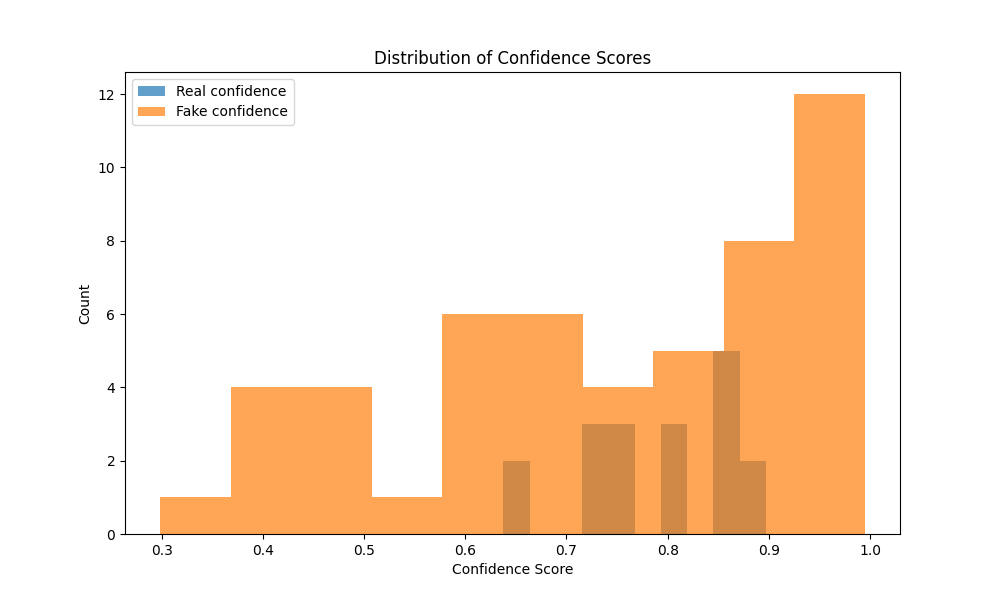 Distribution of Confidence Scores
Real confidence
Fake confidence
Count
12
10
8
6
4
2
0
0.3 0.4 0.5 0.6 0.7 0.8 0.9 1.0
Confidence Score